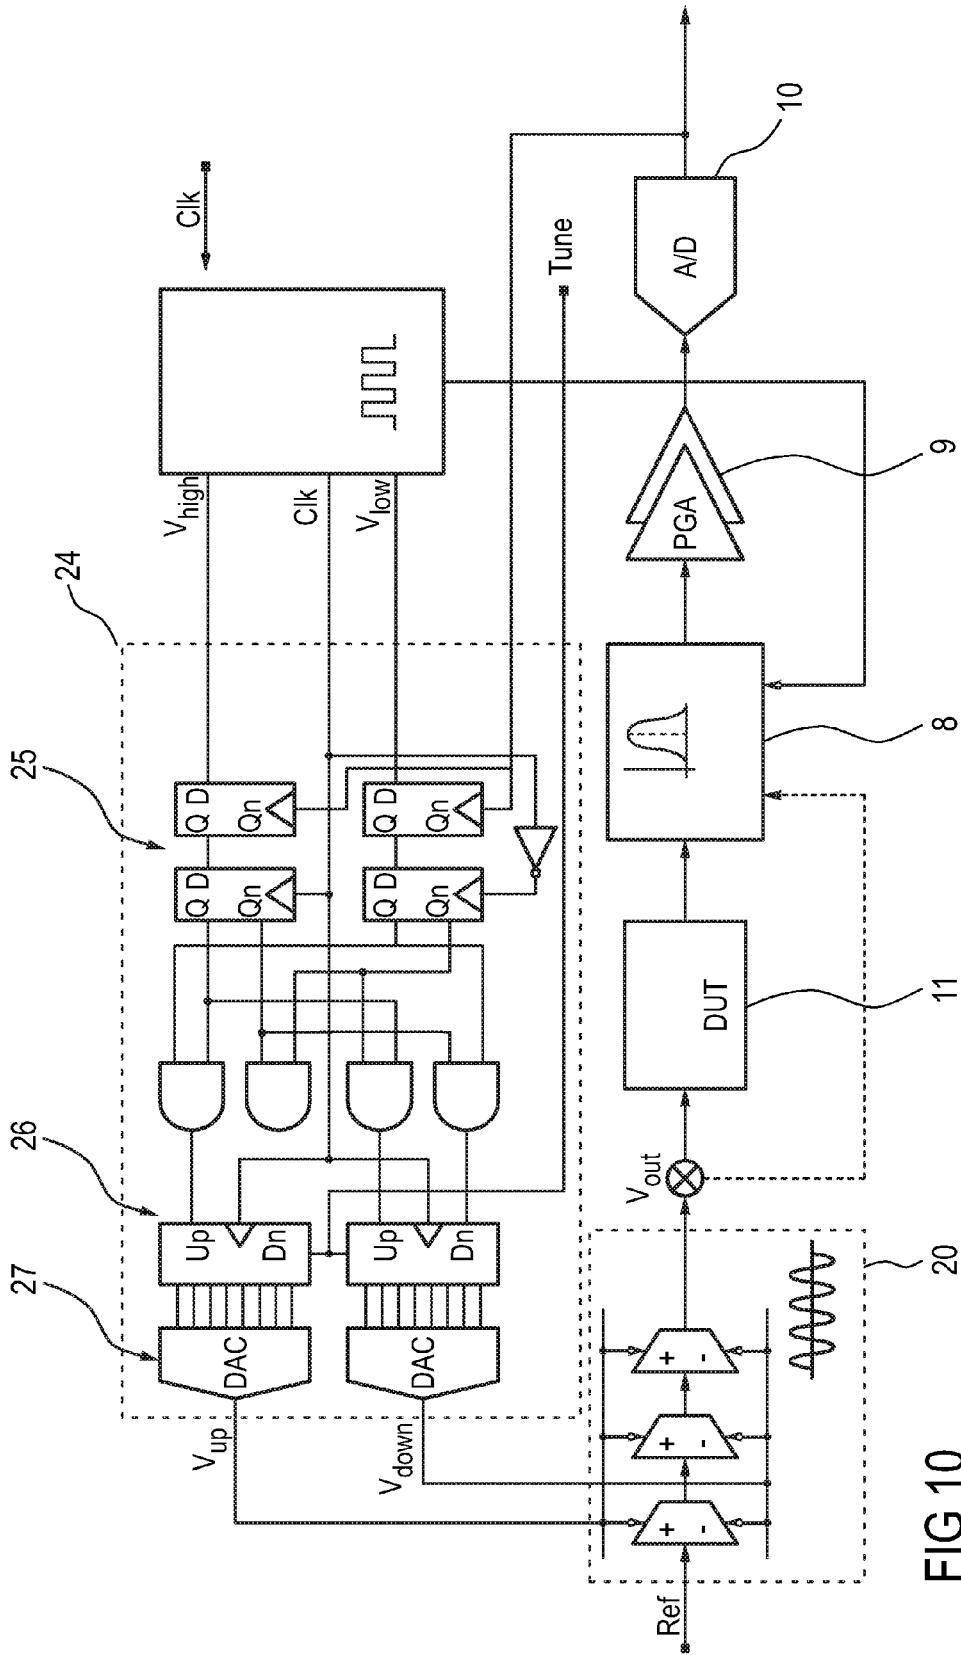 24
25
26
27
Clk
V_high
Clk
V_low
Q D
Qn
Q D
Qn
Q D
Qn
Q D
Qn
Up
Dn
Up
Dn
DAC
DAC
V_up
V_down
Tune
Ref
+
-
+
-
+
-
20
V_out
DUT
11
8
PGA
9
A/D
10
FIG 10